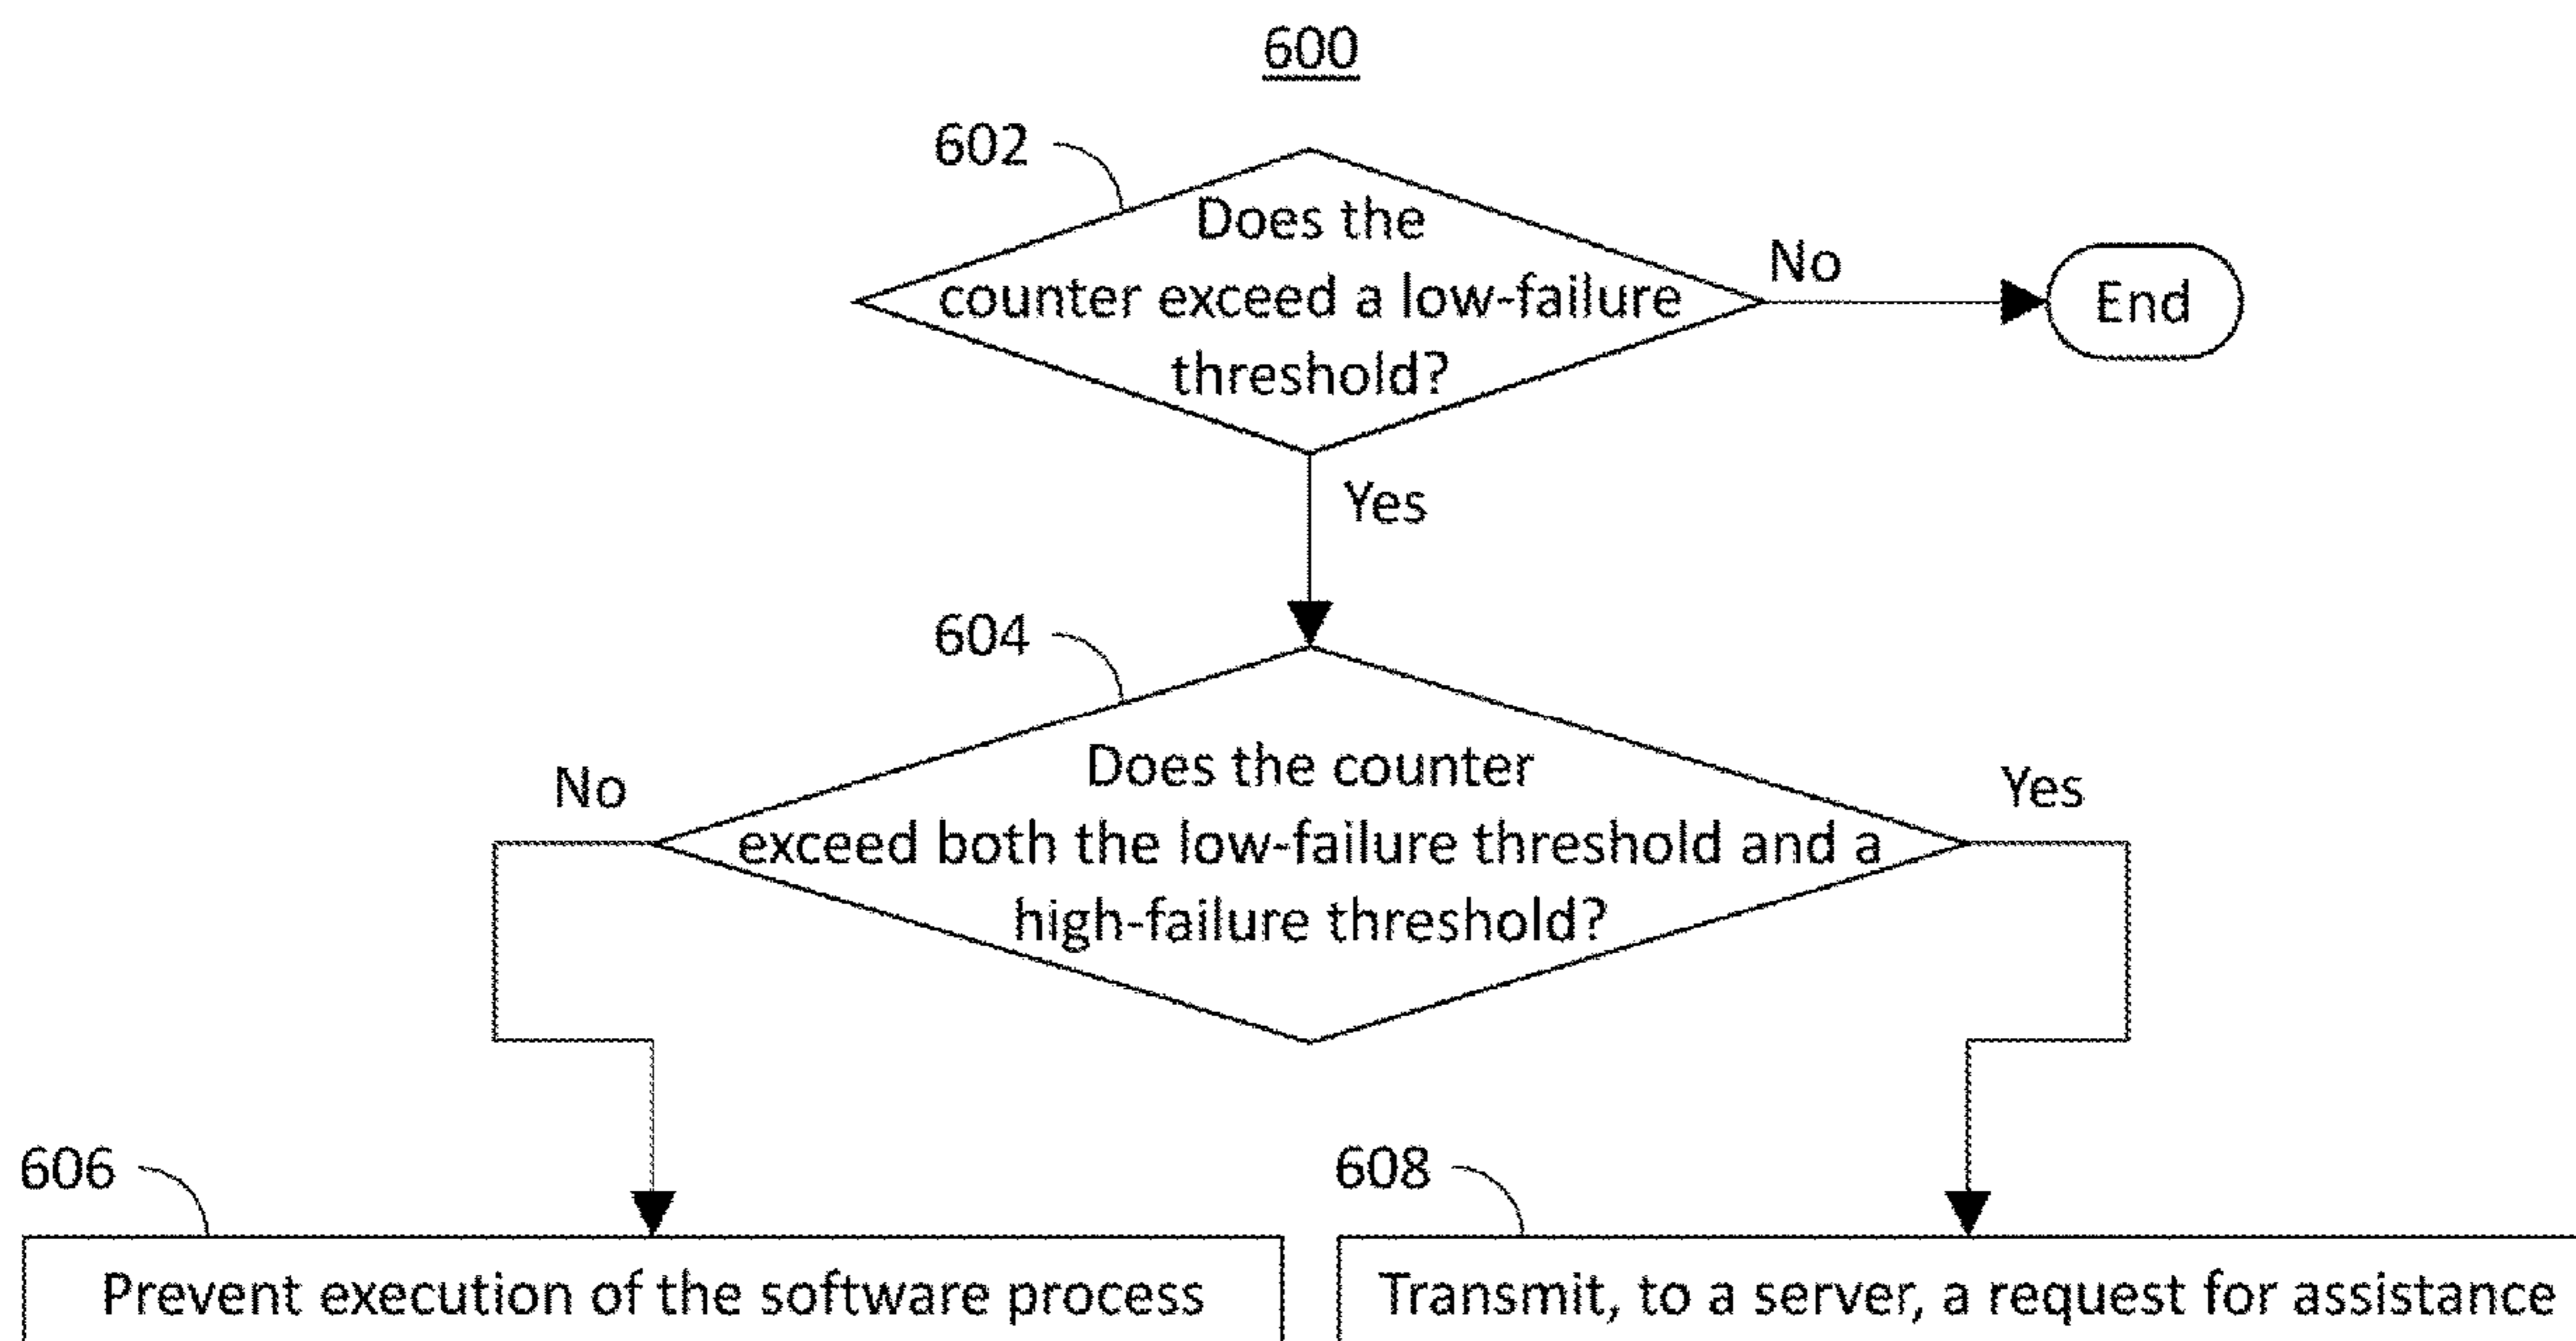 600
602
Does the
counter exceed a low-failure
threshold?
No
End
Yes
604
Does the counter
exceed both the low-failure threshold and a
high-failure threshold?
No
Yes
606
608
Prevent execution of the software process
Transmit, to a server, a request for assistance